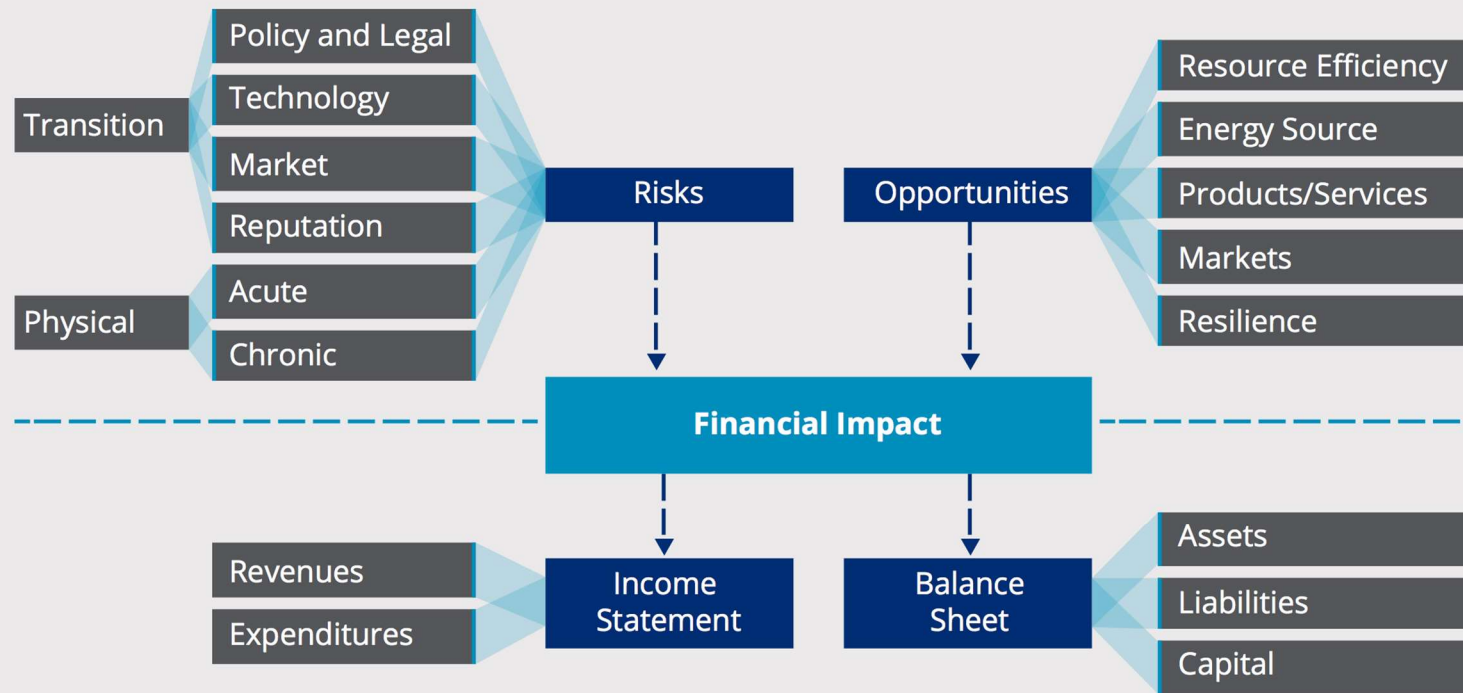 Transition
Physical
Policy and Legal
Technology
Market
Reputation
Acute
Chronic
Risks
Opportunities
Resource Efficiency
Energy Source
Products/Services
Markets
Resilience
Financial Impact
Revenues
Expenditures
Income
Statement
Balance
Sheet
Assets
Liabilities
Capital